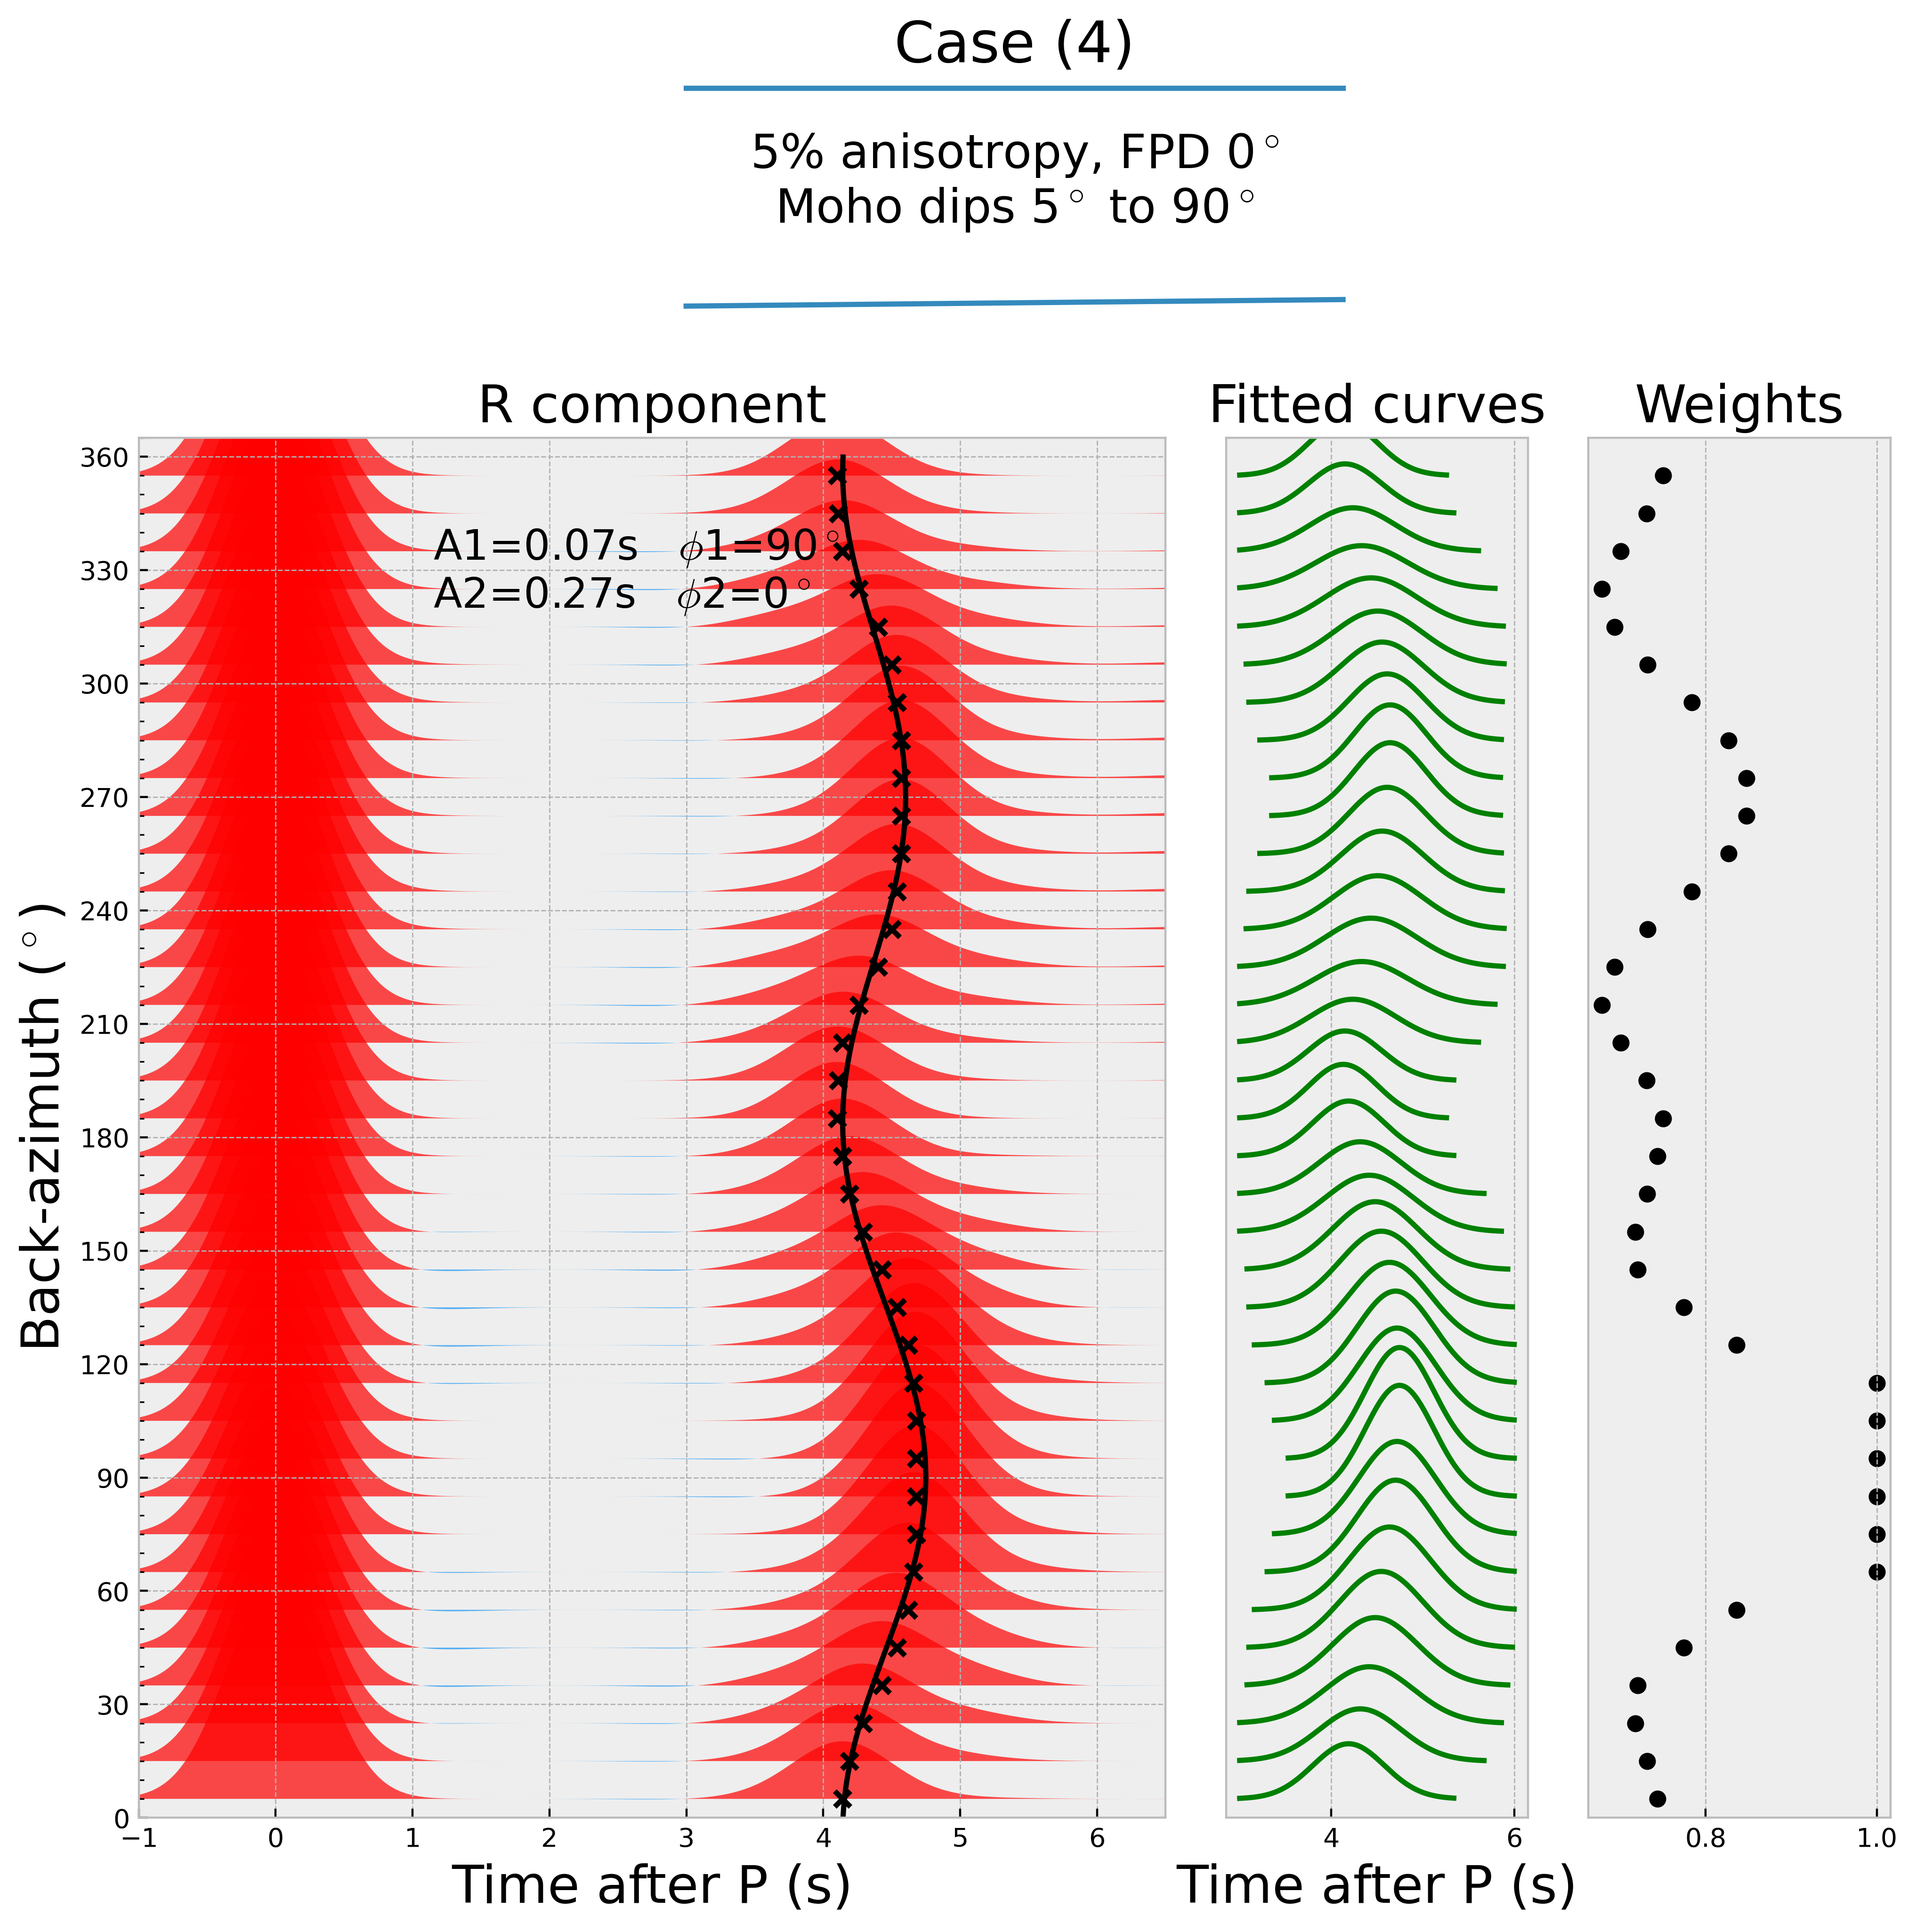 Case (4)
5% anisotropy, FPD 0°
Moho dips 5° to 90°
R component
Fitted curves
Weights
A1=0.07s ϕ1=90°
A2=0.27s ϕ2=0°
Back-azimuth (°)
360
330
300
270
240
210
180
150
120
90
60
30
0
−1 0 1 2 3 4 5 6
4 6
0.8 1.0
Time after P (s)
Time after P (s)